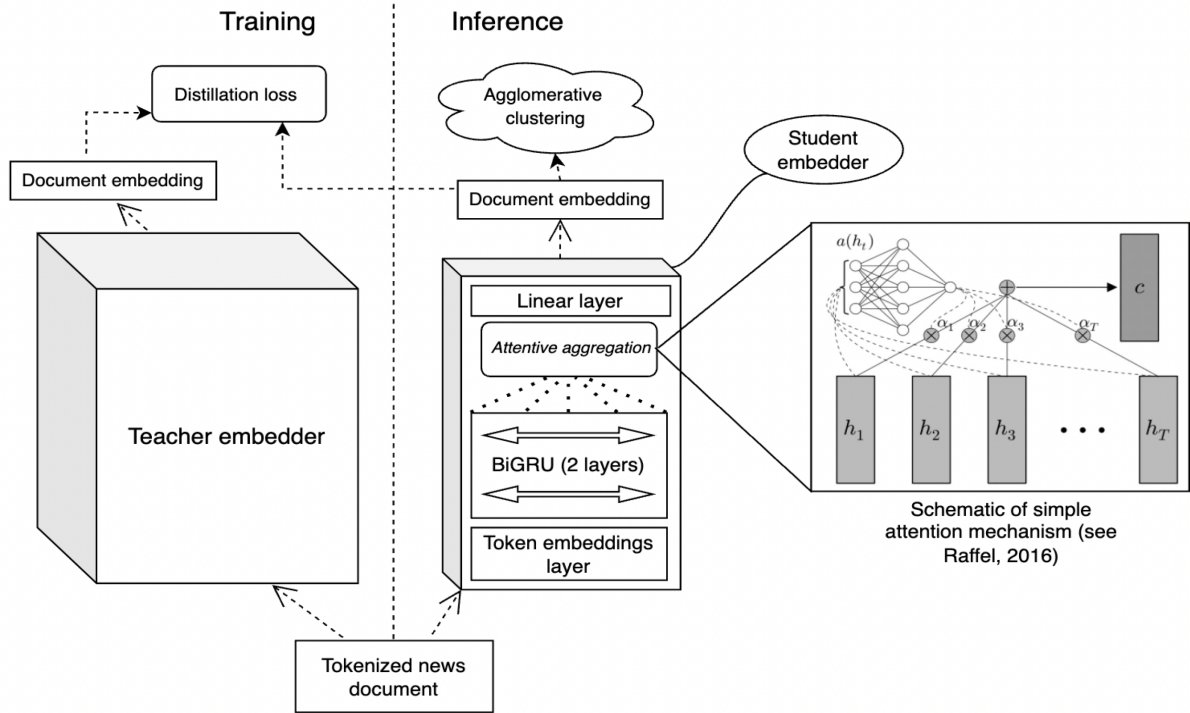 Training
Inference
Distillation loss
Agglomerative
clustering
Student
embedder
Document embedding
Document embedding
Linear layer
Attentive aggregation
BiGRU (2 layers)
Token embeddings
layer
Teacher embedder
Tokenized news
document
a(h_t)
c
α_1
α_2
α_3
α_T
h_1
h_2
h_3
• • •
h_T
Schematic of simple
attention mechanism (see
Raffel, 2016)